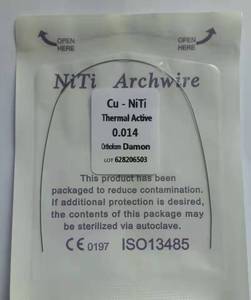 OPEN HERE
OPEN HERE
NiTi Archwire
Cu - NiTi
Thermal Active
0.014
Orthoform Damon
LOT 628206503
This product has been
packaged to reduce contamination.
If additional protection is desired,
the contents of this package may
be sterilized via autoclave.
CE 0197 ISO13485